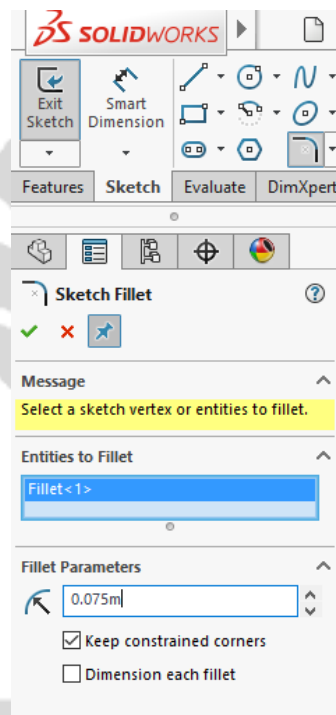 SOLIDWORKS
Exit
Sketch
Smart
Dimension
Features Sketch Evaluate DimXpert
Sketch Fillet
Message
Select a sketch vertex or entities to fillet.
Entities to Fillet
Fillet<1>
Fillet Parameters
0.075m
Keep constrained corners
Dimension each fillet